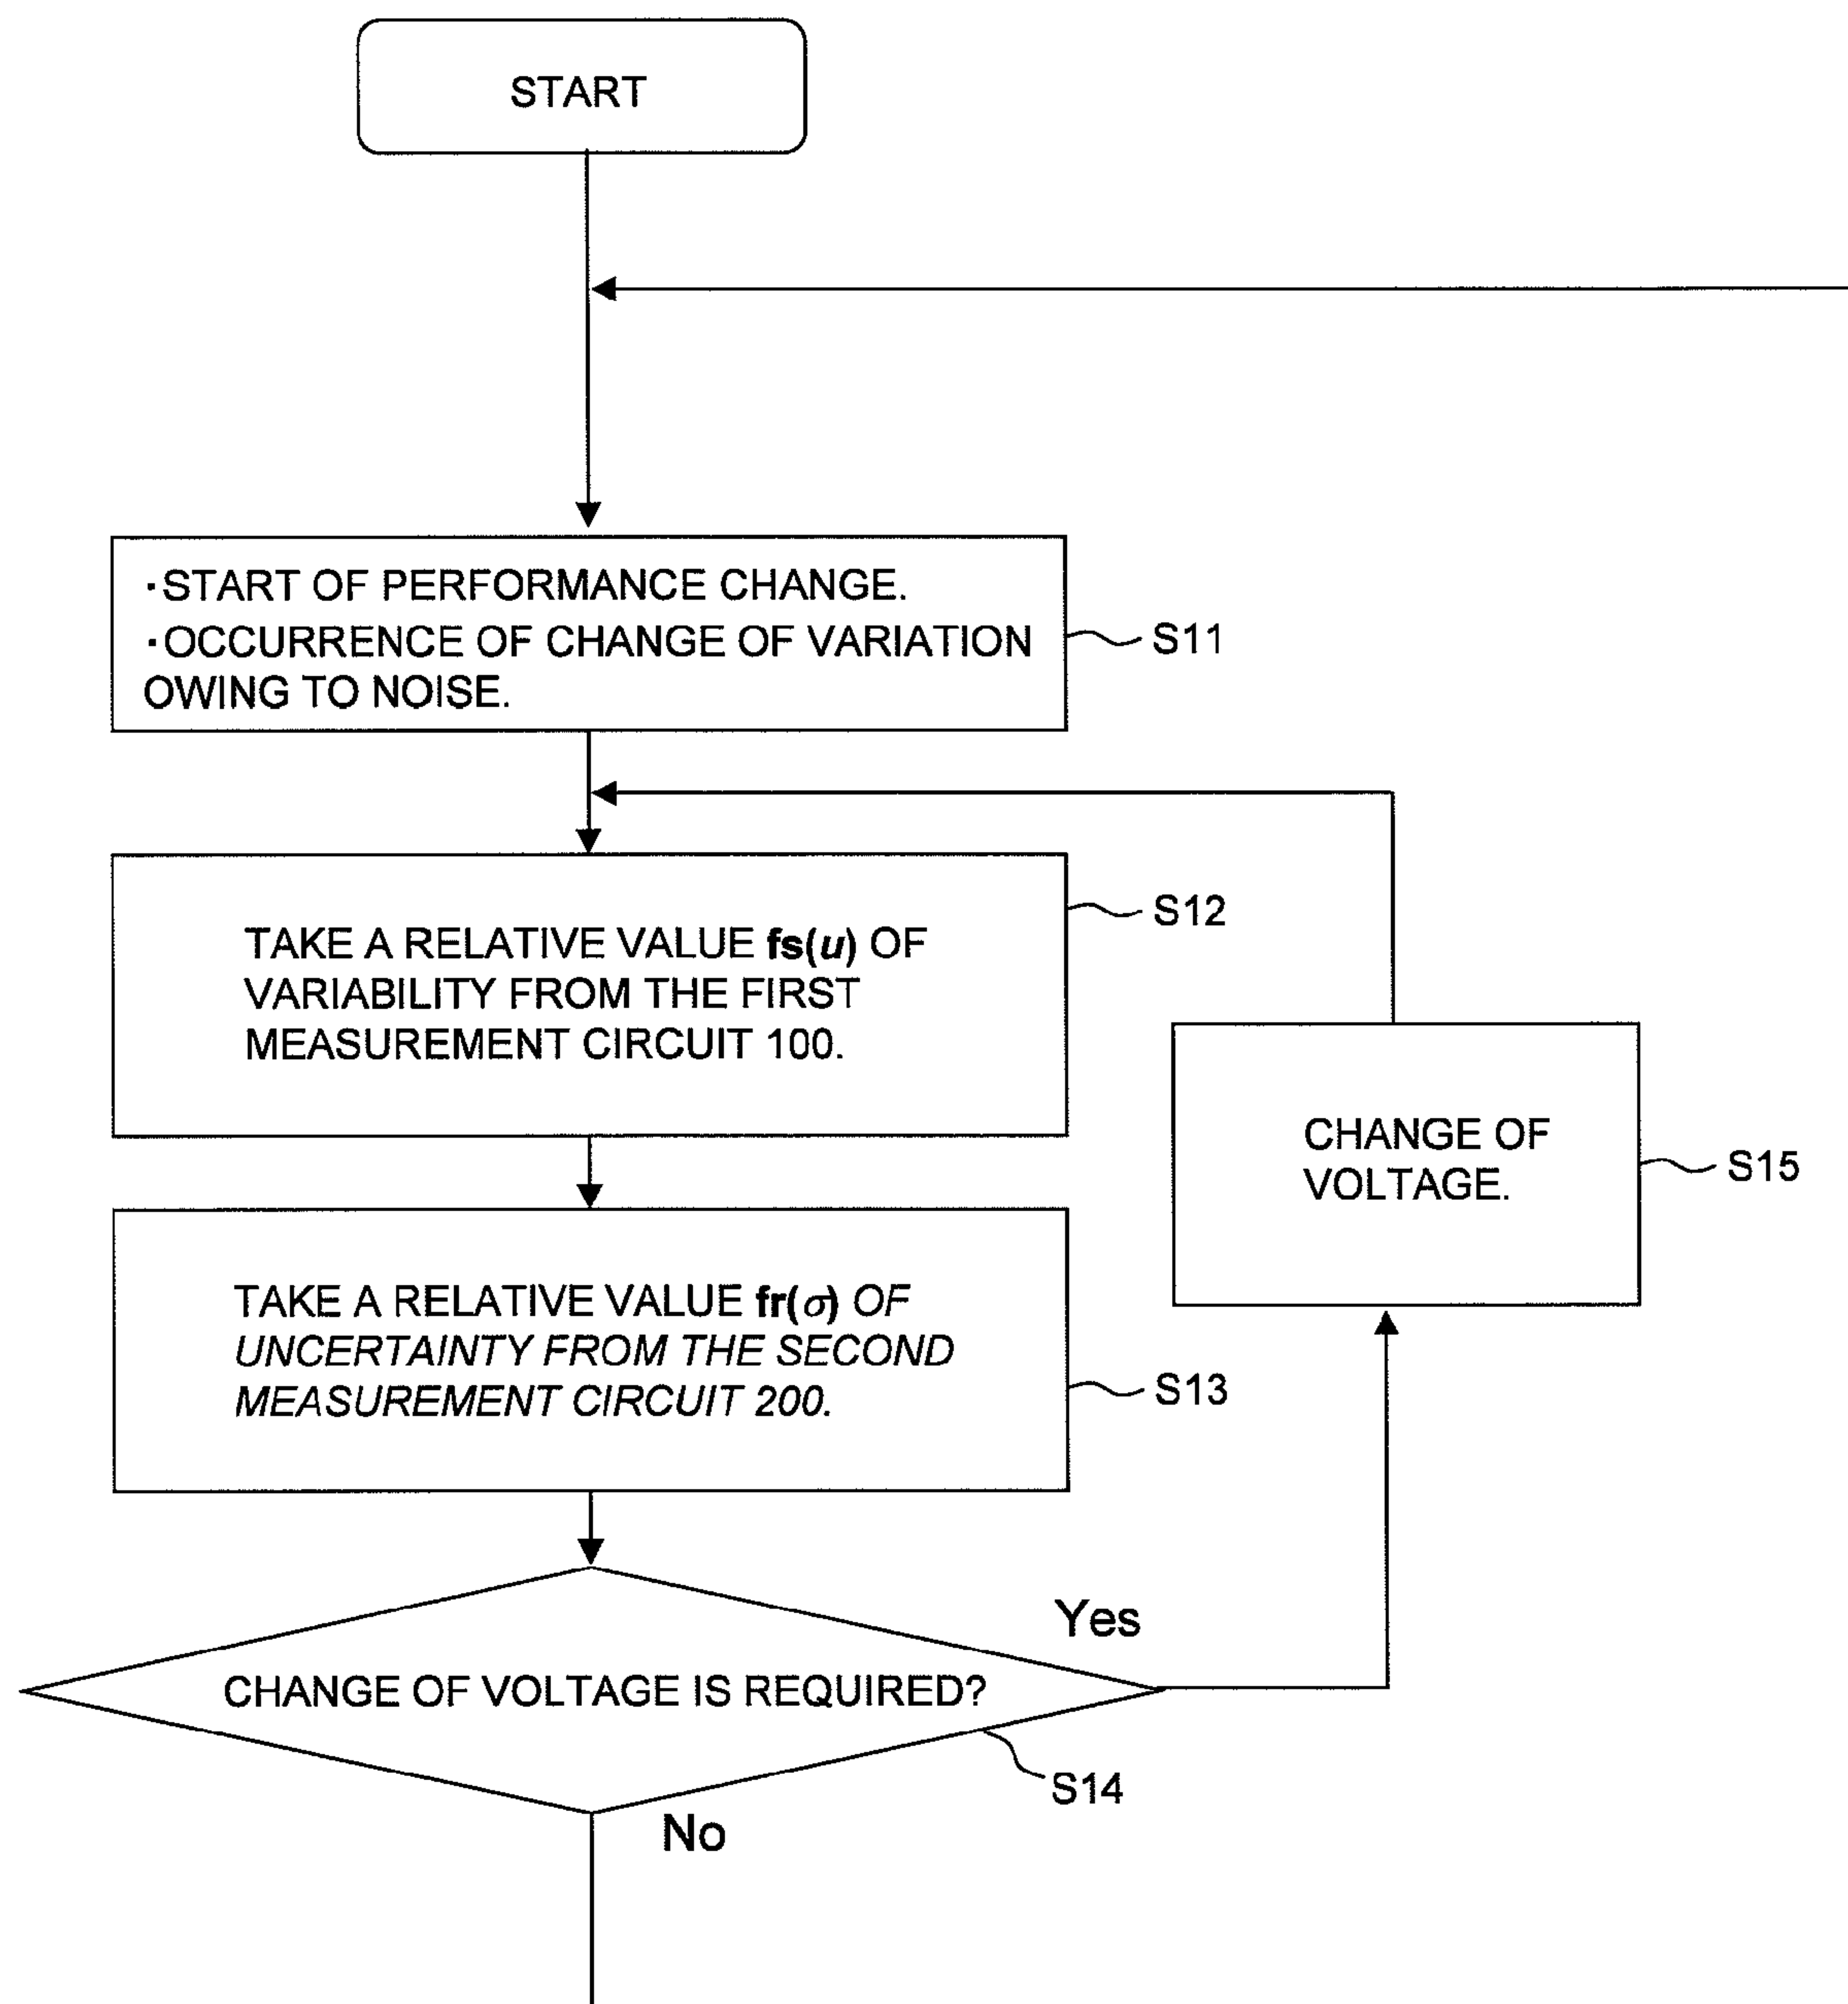 START
·START OF PERFORMANCE CHANGE.
·OCCURRENCE OF CHANGE OF VARIATION
OWING TO NOISE.
S11
TAKE A RELATIVE VALUE fs(u) OF
VARIABILITY FROM THE FIRST
MEASUREMENT CIRCUIT 100.
S12
CHANGE OF
VOLTAGE.
S15
TAKE A RELATIVE VALUE fr(σ) OF
UNCERTAINTY FROM THE SECOND
MEASUREMENT CIRCUIT 200.
S13
Yes
CHANGE OF VOLTAGE IS REQUIRED?
S14
No